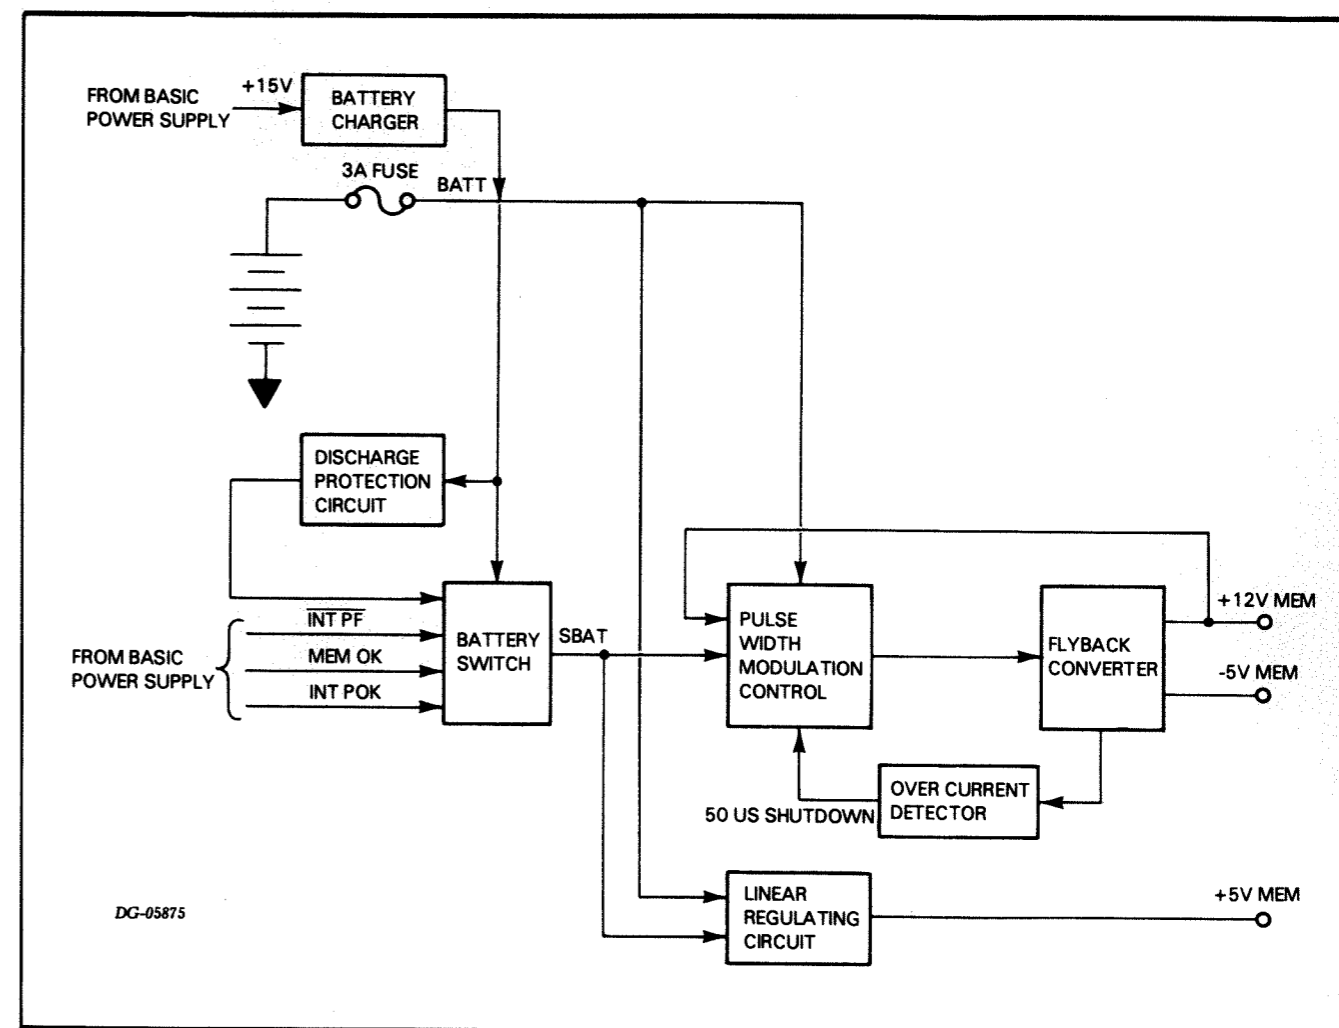 +15V
FROM BASIC
POWER SUPPLY
BATTERY
CHARGER
3A FUSE
BATT
DISCHARGE
PROTECTION
CIRCUIT
INT PF
MEM OK
INT POK
FROM BASIC
POWER SUPPLY
BATTERY
SWITCH
SBAT
PULSE
WIDTH
MODULATION
CONTROL
FLYBACK
CONVERTER
+12V MEM
-5V MEM
OVER CURRENT
DETECTOR
50 US SHUTDOWN
LINEAR
REGULATING
CIRCUIT
+5V MEM
DG-05875